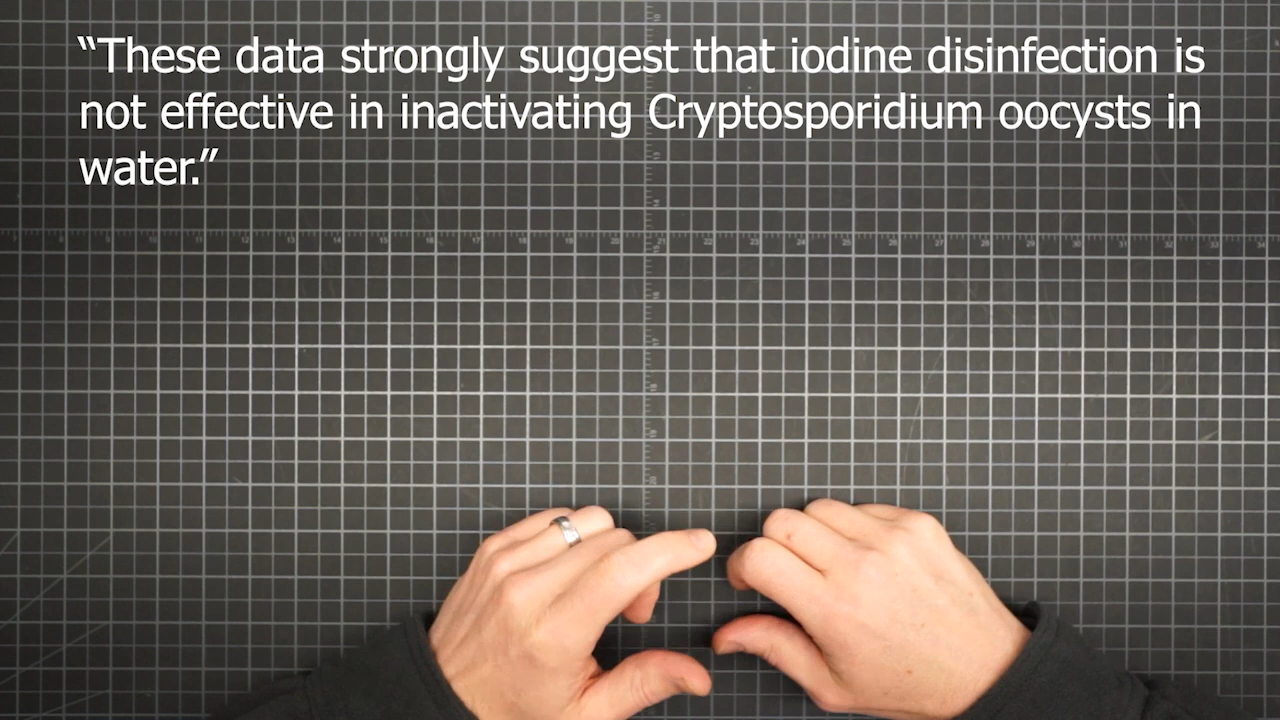 “These data strongly suggest that iodine disinfection is
not effective in inactivating Cryptosporidium oocysts in
water.”